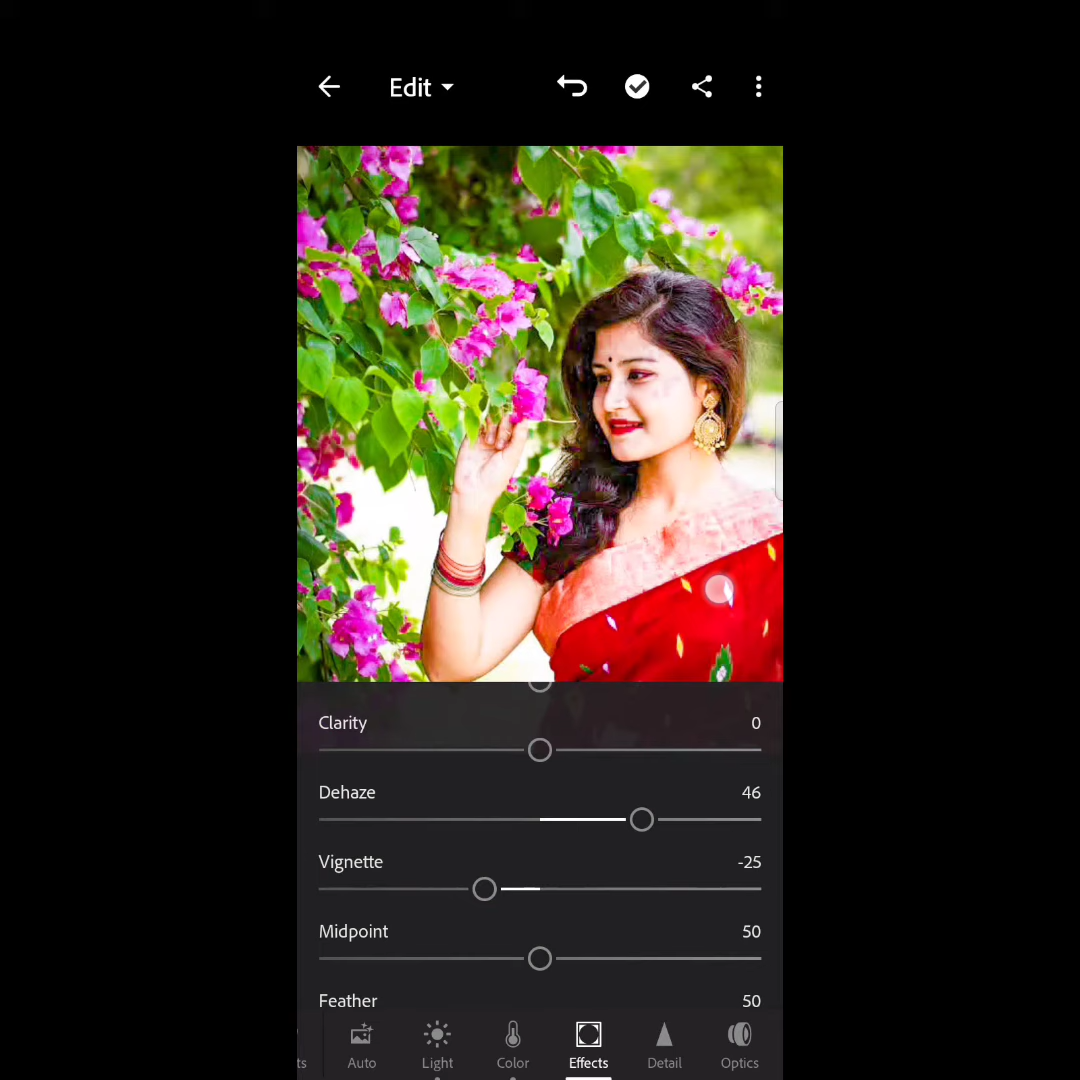 Edit
Clarity 0
Dehaze 46
Vignette -25
Midpoint 50
Feather 50
ts Auto Light Color Effects Detail Optics